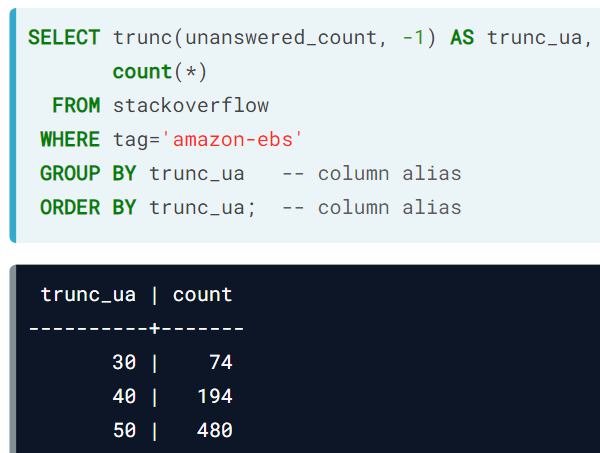 SELECT trunc(unanswered_count, -1) AS trunc_ua,
       count(*)
  FROM stackoverflow
 WHERE tag='amazon-ebs'
 GROUP BY trunc_ua   -- column alias
 ORDER BY trunc_ua;  -- column alias
 trunc_ua | count
----------+-------
       30 |    74
       40 |   194
       50 |   480